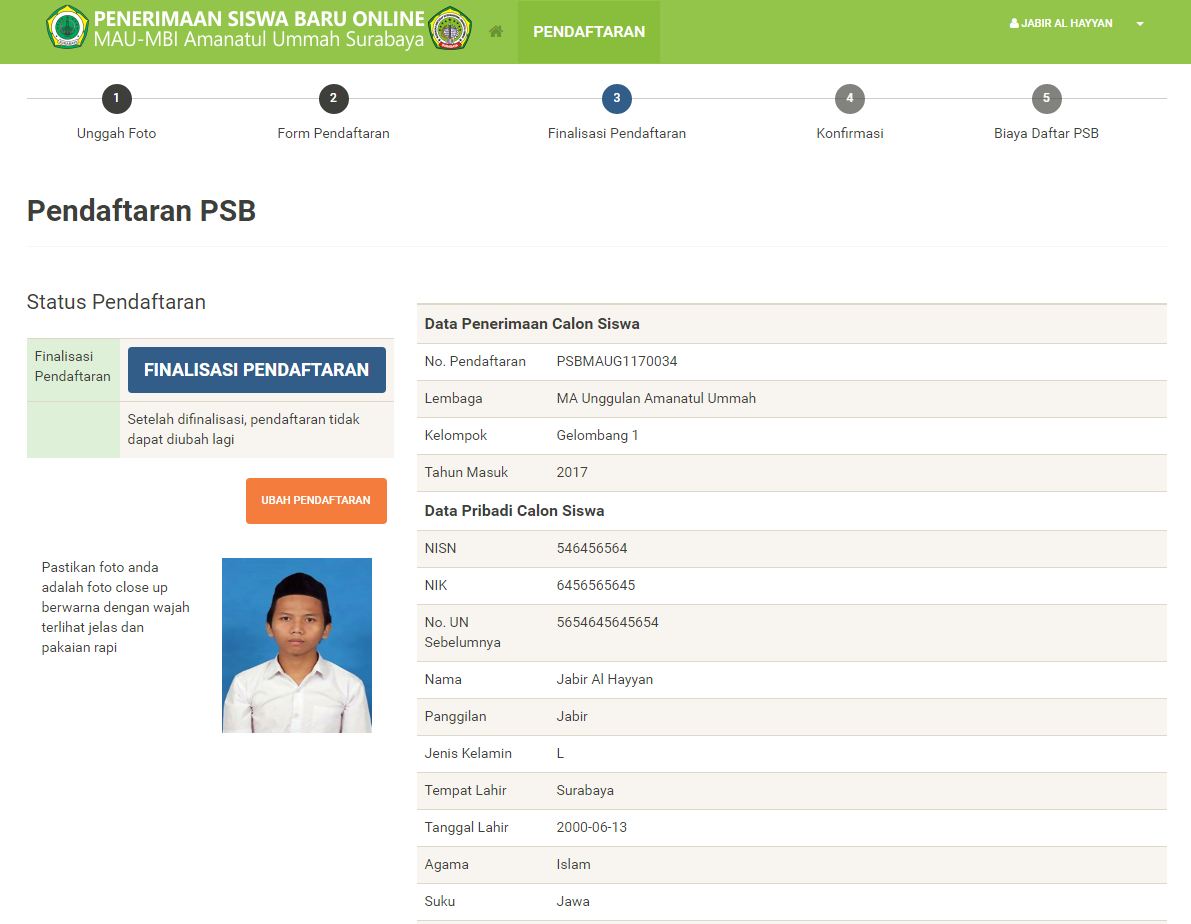 PENERIMAAN SISWA BARU ONLINE
MAU-MBI Amanatul Ummah Surabaya
PENDAFTARAN
JABIR AL HAYYAN
1
2
3
4
5
Unggah Foto
Form Pendaftaran
Finalisasi Pendaftaran
Konfirmasi
Biaya Daftar PSB
Pendaftaran PSB
Status Pendaftaran
Finalisasi
Pendaftaran
FINALISASI PENDAFTARAN
Setelah difinalisasi, pendaftaran tidak
dapat diubah lagi
UBAH PENDAFTARAN
Pastikan foto anda
adalah foto close up
berwarna dengan wajah
terlihat jelas dan
pakaian rapi
Data Penerimaan Calon Siswa
No. Pendaftaran PSBMAUG1170034
Lembaga MA Unggulan Amanatul Ummah
Kelompok Gelombang 1
Tahun Masuk 2017
Data Pribadi Calon Siswa
NISN 546456564
NIK 6456565645
No. UN
Sebelumnya
5654645645654
Nama Jabir Al Hayyan
Panggilan Jabir
Jenis Kelamin L
Tempat Lahir Surabaya
Tanggal Lahir 2000-06-13
Agama Islam
Suku Jawa